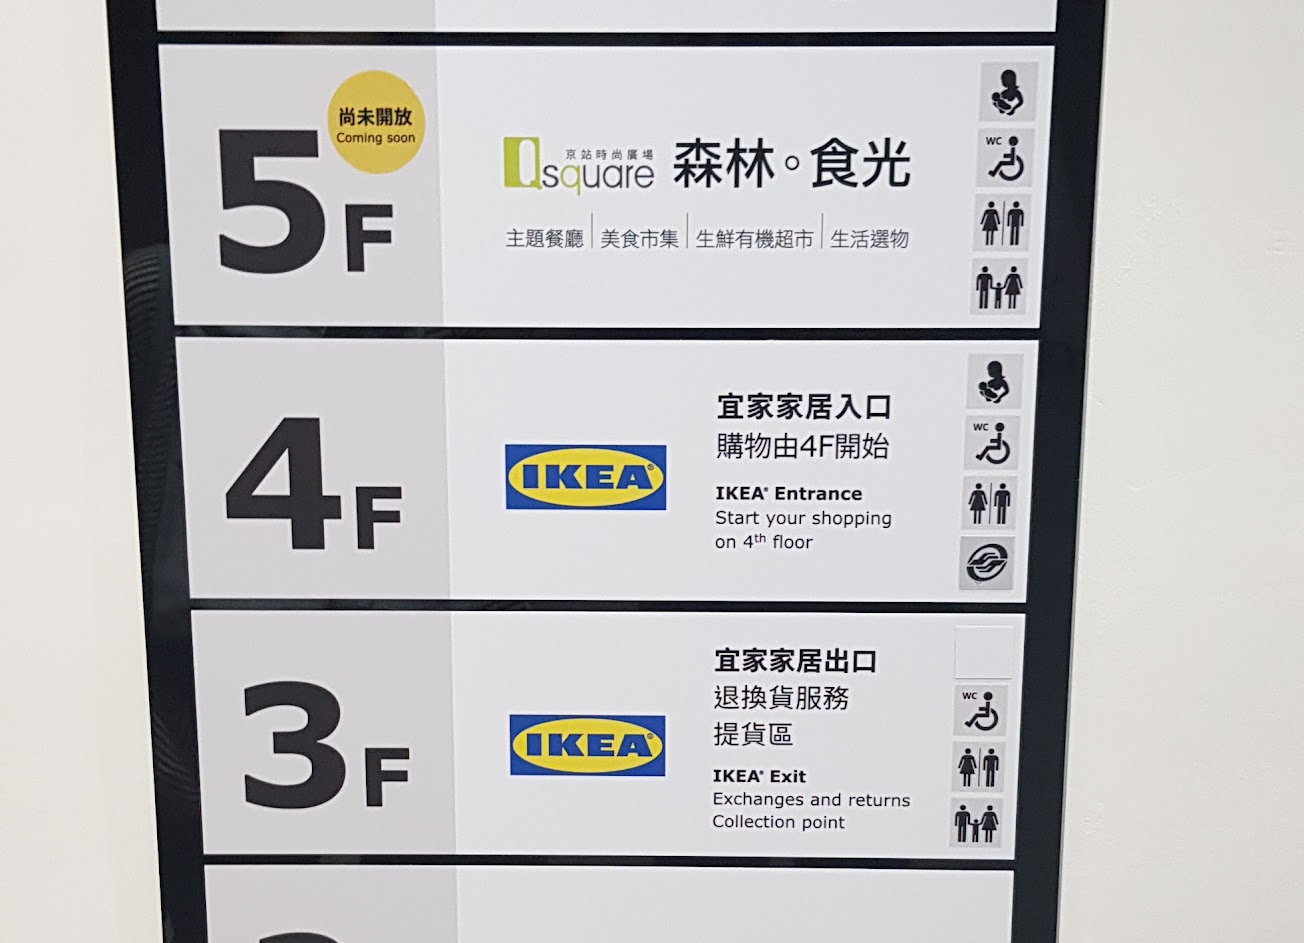 5F
尚未開放
Coming soon
京站時尚廣場
Qsquare
森林。食光
主題餐廳 | 美食市集 | 生鮮有機超市 | 生活選物
WC
4F
IKEA®
宜家家居入口
購物由4F開始
IKEA® Entrance
Start your shopping
on 4th floor
WC
3F
IKEA®
宜家家居出口
退換貨服務
提貨區
IKEA® Exit
Exchanges and returns
Collection point
WC